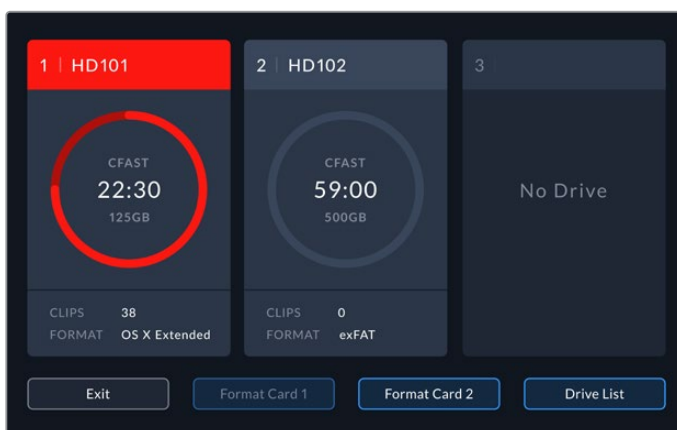 1 | HD101
CFAST
22:30
125GB
CLIPS 38
FORMAT OS X Extended
2 | HD102
CFAST
59:00
500GB
CLIPS 0
FORMAT exFAT
3
No Drive
Exit
Format Card 1
Format Card 2
Drive List